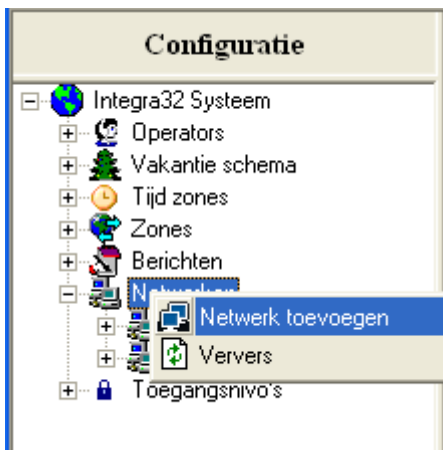 Configuratie
Integra32 Systeem
Operators
Vakantie schema
Tijd zones
Zones
Berichten
Netwerk toevoegen
Ververs
Toegangsnivo's